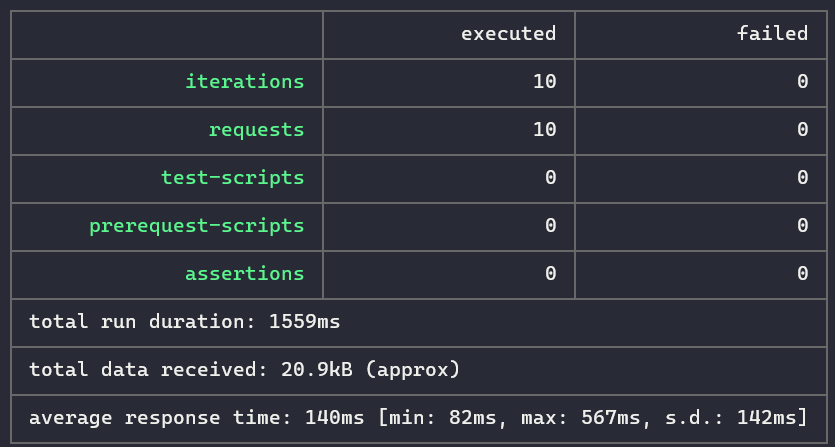 executed failed
iterations 10 0
requests 10 0
test-scripts 0 0
prerequest-scripts 0 0
assertions 0 0
total run duration: 1559ms
total data received: 20.9kB (approx)
average response time: 140ms [min: 82ms, max: 567ms, s.d.: 142ms]